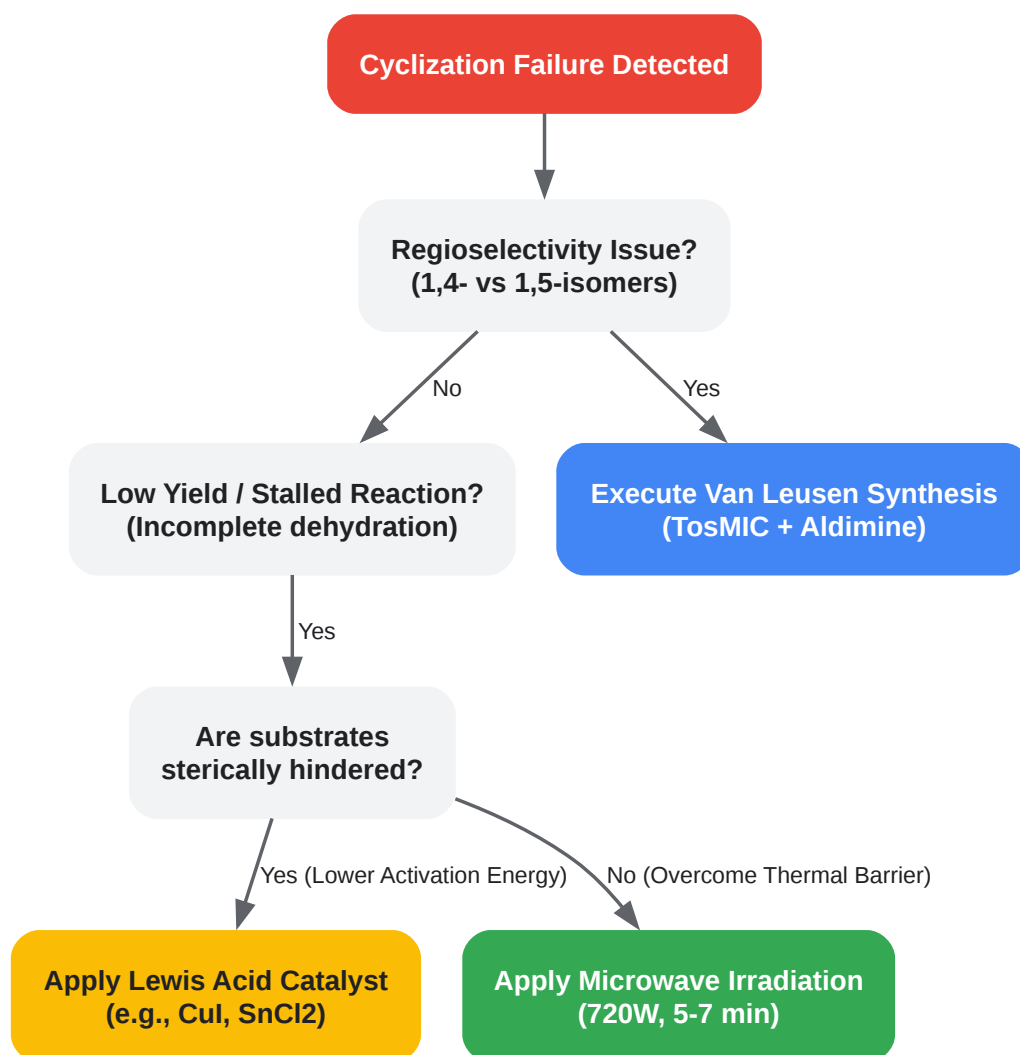 Cyclization Failure Detected
Regioselectivity Issue?
(1,4- vs 1,5-isomers)
No
Yes
Low Yield / Stalled Reaction?
(Incomplete dehydration)
Execute Van Leusen Synthesis
(TosMIC + Aldimine)
Yes
Are substrates
sterically hindered?
Yes (Lower Activation Energy)
No (Overcome Thermal Barrier)
Apply Lewis Acid Catalyst
(e.g., CuI, SnCl2)
Apply Microwave Irradiation
(720W, 5-7 min)